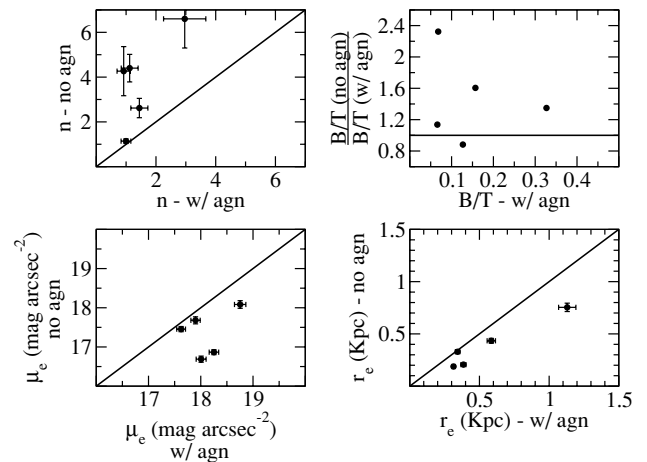 6
4
2
n - no agn
2 4 6
n - w/ agn
2.4
2.0
1.6
1.2
0.8
B/T (no agn)
B/T (w/ agn)
0.1 0.2 0.3 0.4
B/T - w/ agn
19
18
17
μe (mag arcsec-2)
no agn
17 18 19
μe (mag arcsec-2)
w/ agn
1.5
1
0.5
re (Kpc) - no agn
0.5 1 1.5
re (Kpc) - w/ agn